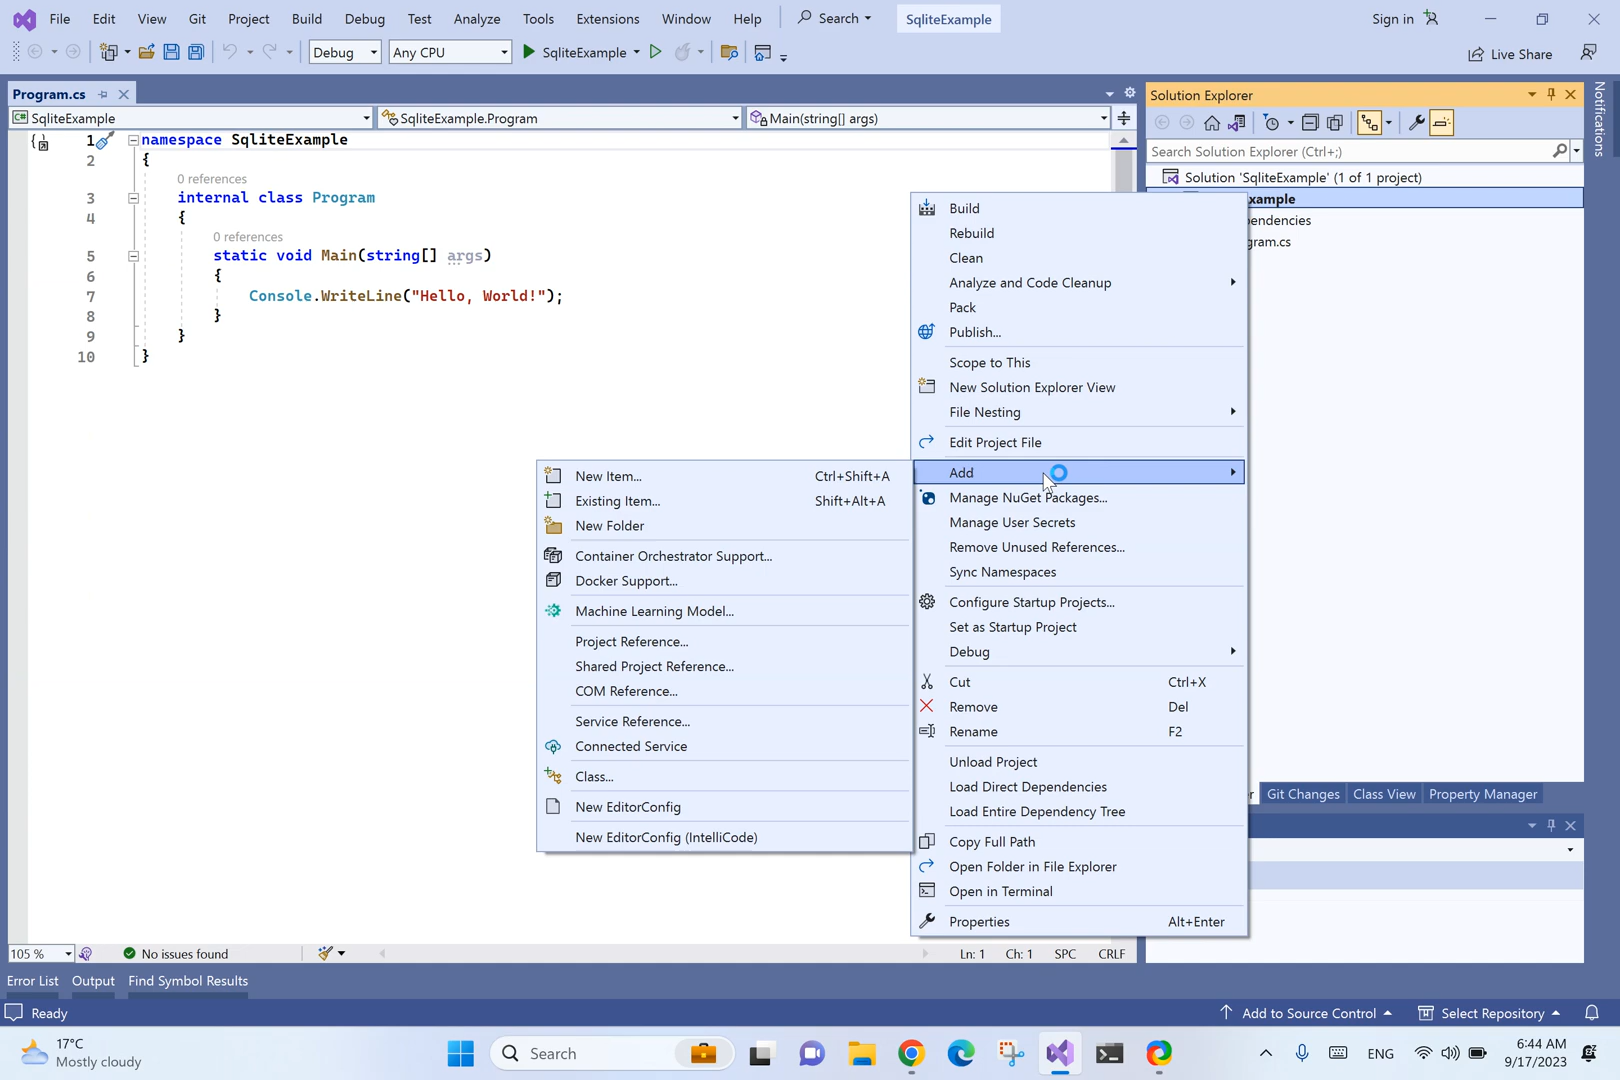 File Edit View Git Project Build Debug Test Analyze Tools Extensions Window Help Search SqliteExample Sign in
Debug Any CPU SqliteExample Live Share
Program.cs
SqliteExample SqliteExample.Program Main(string[] args)
1 namespace SqliteExample
2 {
0 references
3 internal class Program
4 {
0 references
5 static void Main(string[] args)
6 {
7 Console.WriteLine("Hello, World!");
8 }
9 }
10 }
Solution Explorer
Search Solution Explorer (Ctrl+;)
Solution 'SqliteExample' (1 of 1 project)
xample
pendencies
gram.cs
Notifications
Build
Rebuild
Clean
Analyze and Code Cleanup
Pack
Publish...
Scope to This
New Solution Explorer View
File Nesting
Edit Project File
Add
Manage NuGet Packages...
Manage User Secrets
Remove Unused References...
Sync Namespaces
Configure Startup Projects...
Set as Startup Project
Debug
Cut Ctrl+X
Remove Del
Rename F2
Unload Project
Load Direct Dependencies
Load Entire Dependency Tree
Copy Full Path
Open Folder in File Explorer
Open in Terminal
Properties Alt+Enter
New Item... Ctrl+Shift+A
Existing Item... Shift+Alt+A
New Folder
Container Orchestrator Support...
Docker Support...
Machine Learning Model...
Project Reference...
Shared Project Reference...
COM Reference...
Service Reference...
Connected Service
Class...
New EditorConfig
New EditorConfig (IntelliCode)
r Git Changes Class View Property Manager
105 % No issues found Ln: 1 Ch: 1 SPC CRLF
Error List Output Find Symbol Results
Ready Add to Source Control Select Repository
17°C
Mostly cloudy
Search
ENG
6:44 AM
9/17/2023